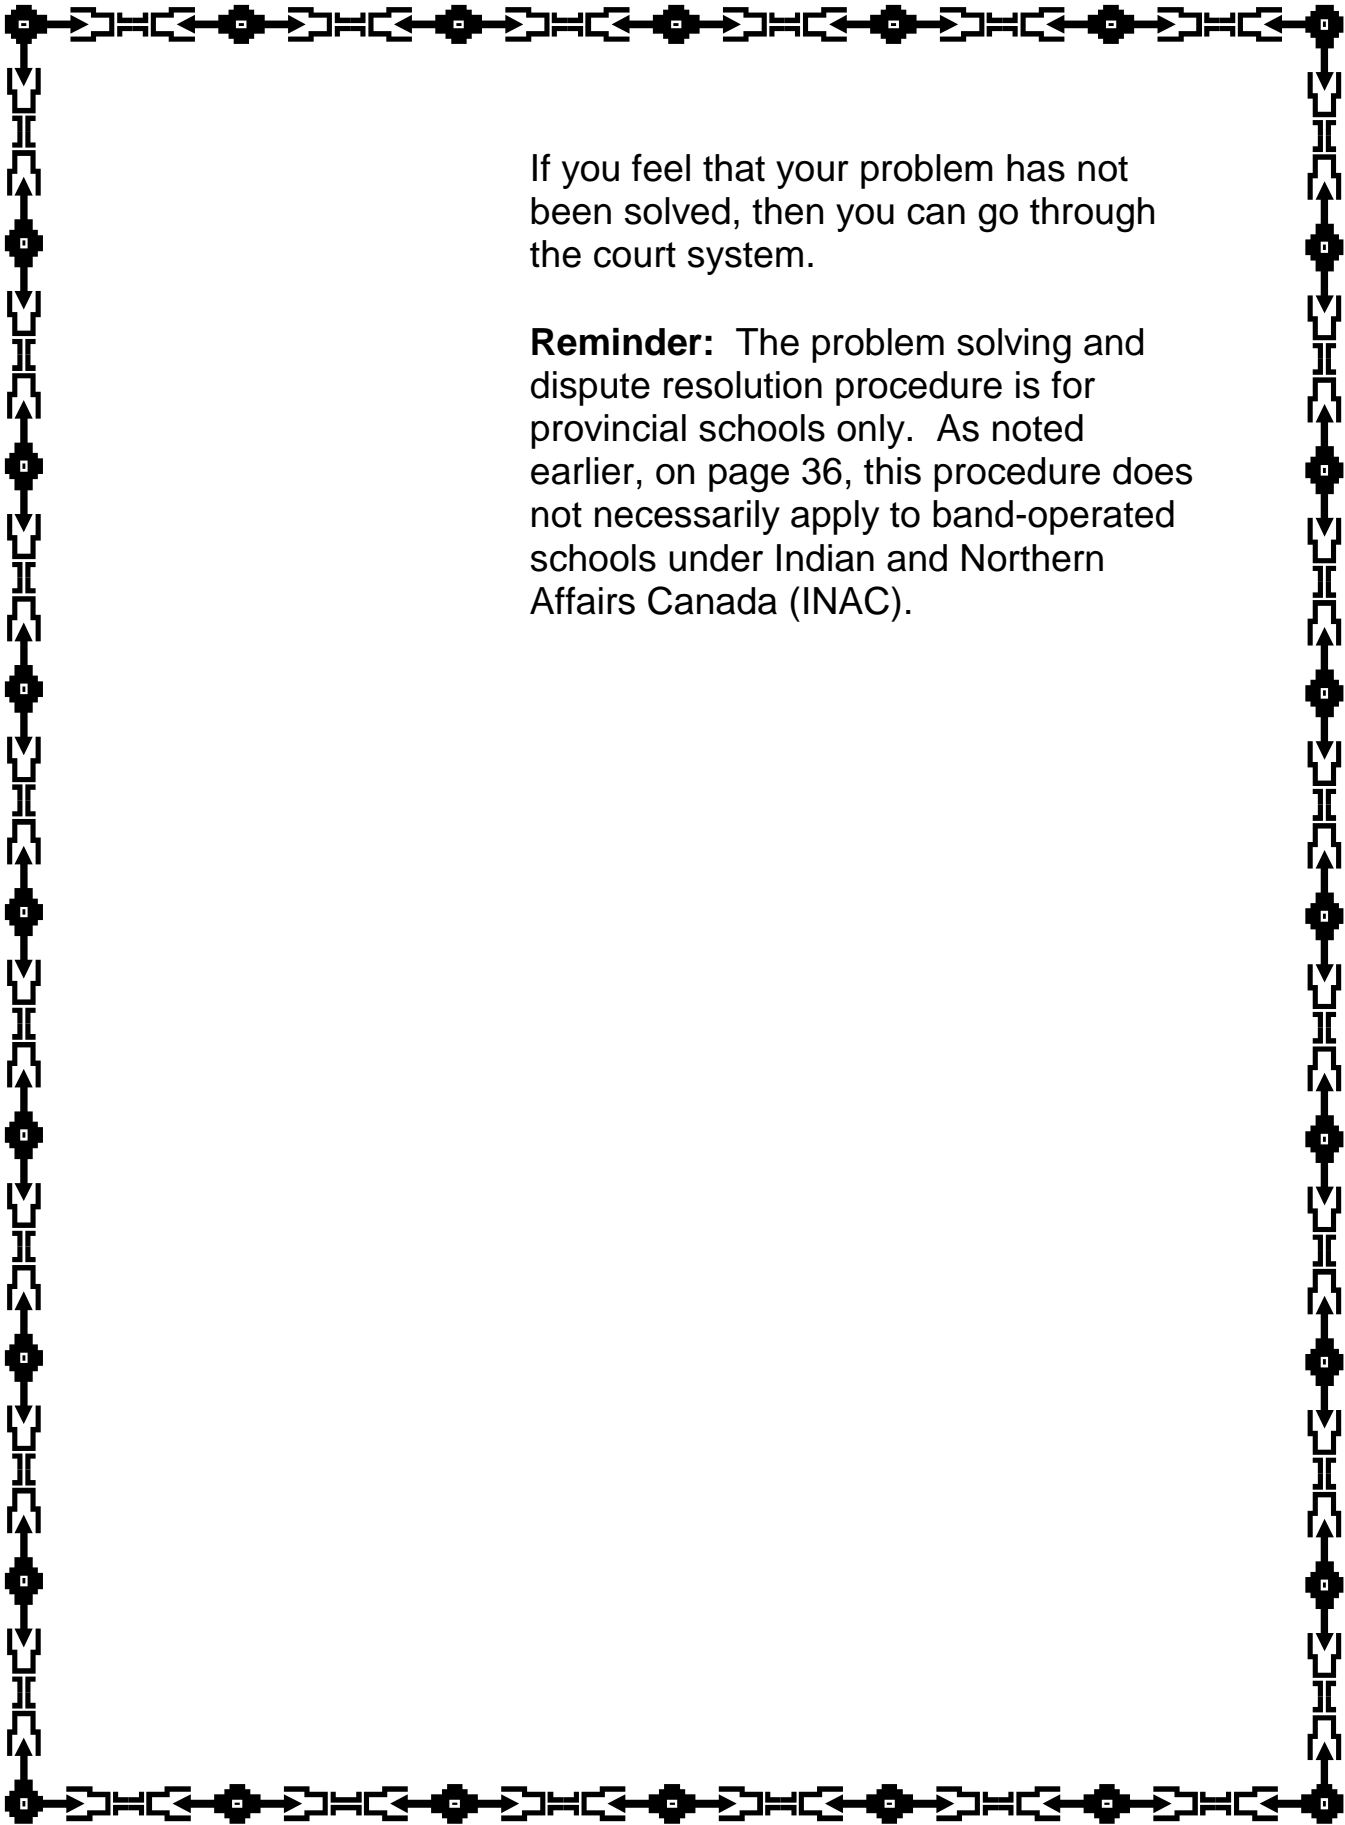 If you feel that your problem has not
been solved, then you can go through
the court system.
Reminder:  The problem solving and
dispute resolution procedure is for
provincial schools only.  As noted
earlier, on page 36, this procedure does
not necessarily apply to band-operated
schools under Indian and Northern
Affairs Canada (INAC).